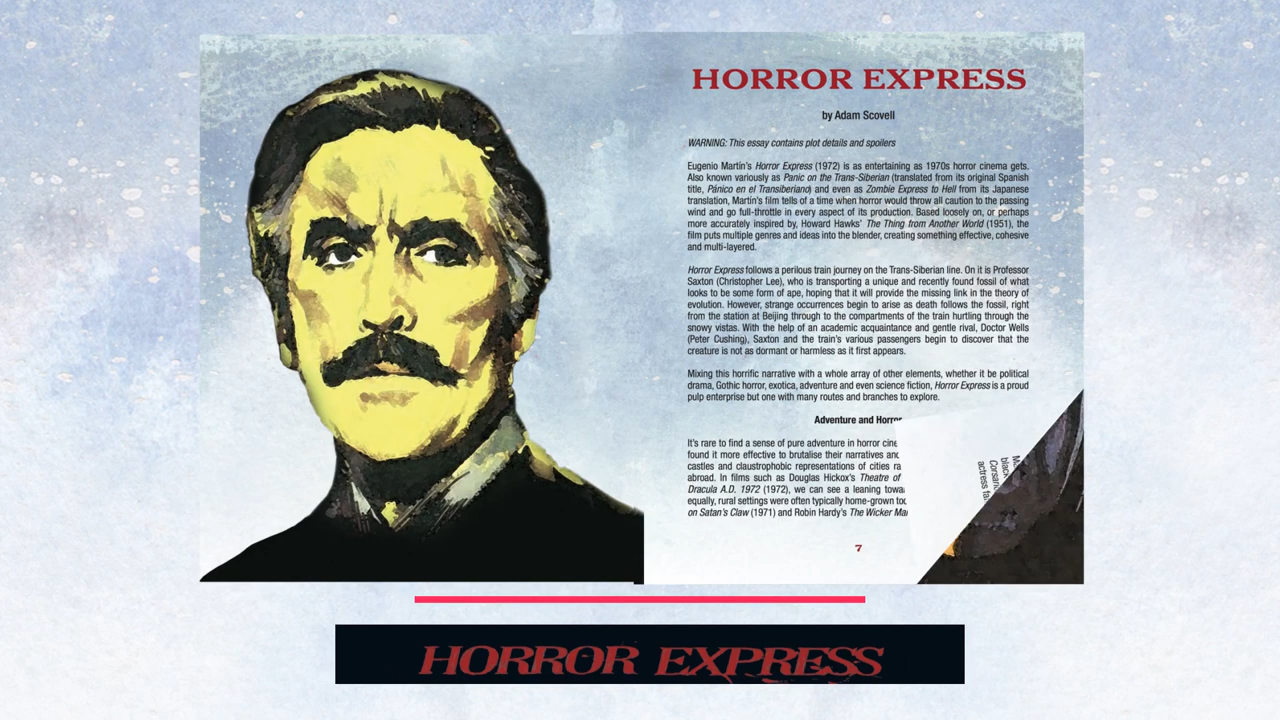 HORROR EXPRESS
by Adam Scovell
WARNING: This essay contains plot details and spoilers
Eugenio Martín's Horror Express (1972) is as entertaining as 1970s horror cinema gets.
Also known variously as Panic on the Trans-Siberian (translated from its original Spanish
title, Pánico en el Transiberiano) and even as Zombie Express to Hell from its Japanese
translation, Martín's film tells of a time when horror would throw all caution to the passing
wind and go full-throttle in every aspect of its production. Based loosely on, or perhaps
more accurately inspired by, Howard Hawks' The Thing from Another World (1951), the
film puts multiple genres and ideas into the blender, creating something effective, cohesive
and multi-layered.
Horror Express follows a perilous train journey on the Trans-Siberian line. On it is Professor
Saxton (Christopher Lee), who is transporting a unique and recently found fossil of what
looks to be some form of ape, hoping that it will provide the missing link in the theory of
evolution. However, strange occurrences begin to arise as death follows the fossil, right
from the station at Beijing through to the compartments of the train hurtling through the
snowy vistas. With the help of an academic acquaintance and gentle rival, Doctor Wells
(Peter Cushing), Saxton and the train's various passengers begin to discover that the
creature is not as dormant or harmless as it first appears.
Mixing this horrific narrative with a whole array of other elements, whether it be political
drama, Gothic horror, exotica, adventure and even science fiction, Horror Express is a proud
pulp enterprise but one with many routes and branches to explore.
Adventure and Horror
It's rare to find a sense of pure adventure in horror cine
found it more effective to brutalise their narratives and
castles and claustrophobic representations of cities ra
abroad. In films such as Douglas Hickox's Theatre of
Dracula A.D. 1972 (1972), we can see a leaning towa
equally, rural settings were often typically home-grown too
on Satan's Claw (1971) and Robin Hardy's The Wicker Ma
black
Corsan
actress fa
7
HORROR EXPRESS